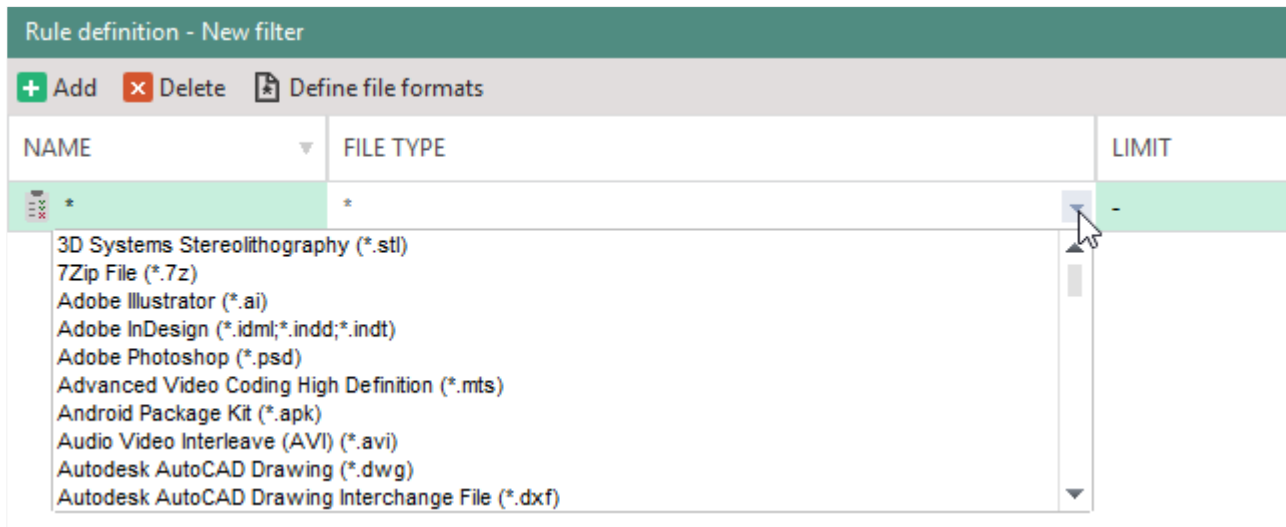 Rule definition - New filter
Add Delete Define file formats
NAME FILE TYPE LIMIT
* * -
3D Systems Stereolithography (*.stl)
7Zip File (*.7z)
Adobe Illustrator (*.ai)
Adobe InDesign (*.idml;*.indd;*.indt)
Adobe Photoshop (*.psd)
Advanced Video Coding High Definition (*.mts)
Android Package Kit (*.apk)
Audio Video Interleave (AVI) (*.avi)
Autodesk AutoCAD Drawing (*.dwg)
Autodesk AutoCAD Drawing Interchange File (*.dxf)